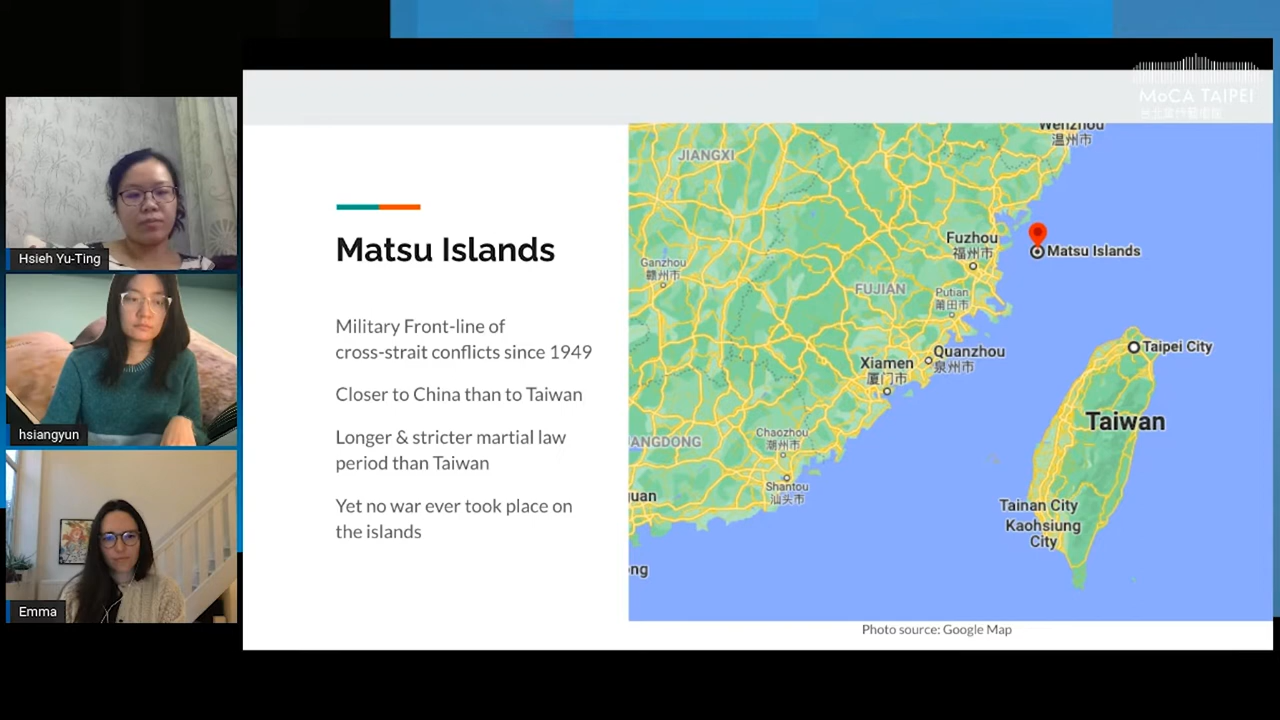 MoCA TAIPEI
台北當代藝術館
Hsieh Yu-Ting
hsiangyun
Emma
Matsu Islands
Military Front-line of
cross-strait conflicts since 1949
Closer to China than to Taiwan
Longer & stricter martial law
period than Taiwan
Yet no war ever took place on
the islands
Wenzhou
温州市
JIANGXI
Fuzhou
福州市
Matsu Islands
Ganzhou
赣州市
FUJIAN
Putian
莆田市
Taipei City
Xiamen
厦门市
Quanzhou
泉州市
Taiwan
Chaozhou
潮州市
ANGDONG
Shantou
汕头市
uan
Tainan City
Kaohsiung
City
ng
Photo source: Google Map